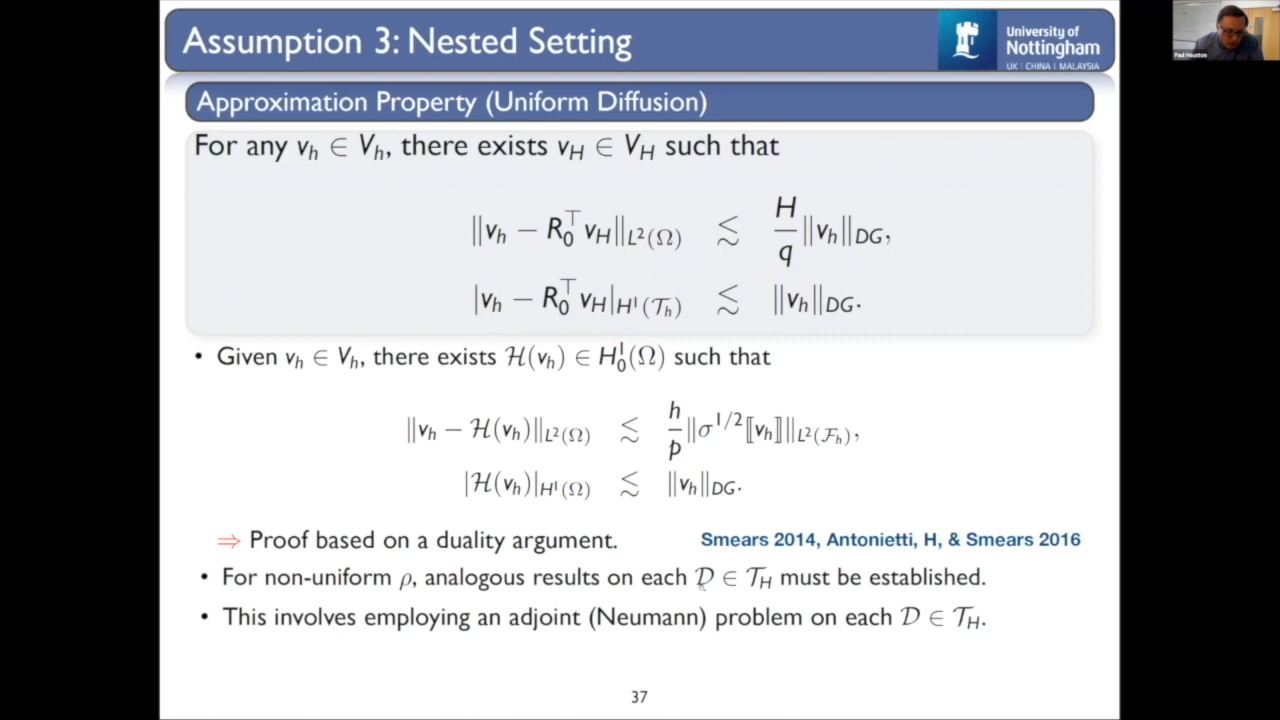 Assumption 3: Nested Setting
University of
Nottingham
UK | CHINA | MALAYSIA
Paul Houston
Approximation Property (Uniform Diffusion)
For any v_h ∈ V_h, there exists v_H ∈ V_H such that
‖v_h − R_0^⊤ v_H‖_{L²(Ω)} ≲ H/q ‖v_h‖_{DG},
|v_h − R_0^⊤ v_H|_{H¹(𝒯_h)} ≲ ‖v_h‖_{DG}.
• Given v_h ∈ V_h, there exists ℋ(v_h) ∈ H_0^1(Ω) such that
‖v_h − ℋ(v_h)‖_{L²(Ω)} ≲ h/p ‖σ^{1/2}⟦v_h⟧‖_{L²(ℱ_h)},
|ℋ(v_h)|_{H¹(Ω)} ≲ ‖v_h‖_{DG}.
⇒ Proof based on a duality argument. Smears 2014, Antonietti, H, & Smears 2016
• For non-uniform ρ, analogous results on each 𝒟 ∈ 𝒯_H must be established.
• This involves employing an adjoint (Neumann) problem on each 𝒟 ∈ 𝒯_H.
37